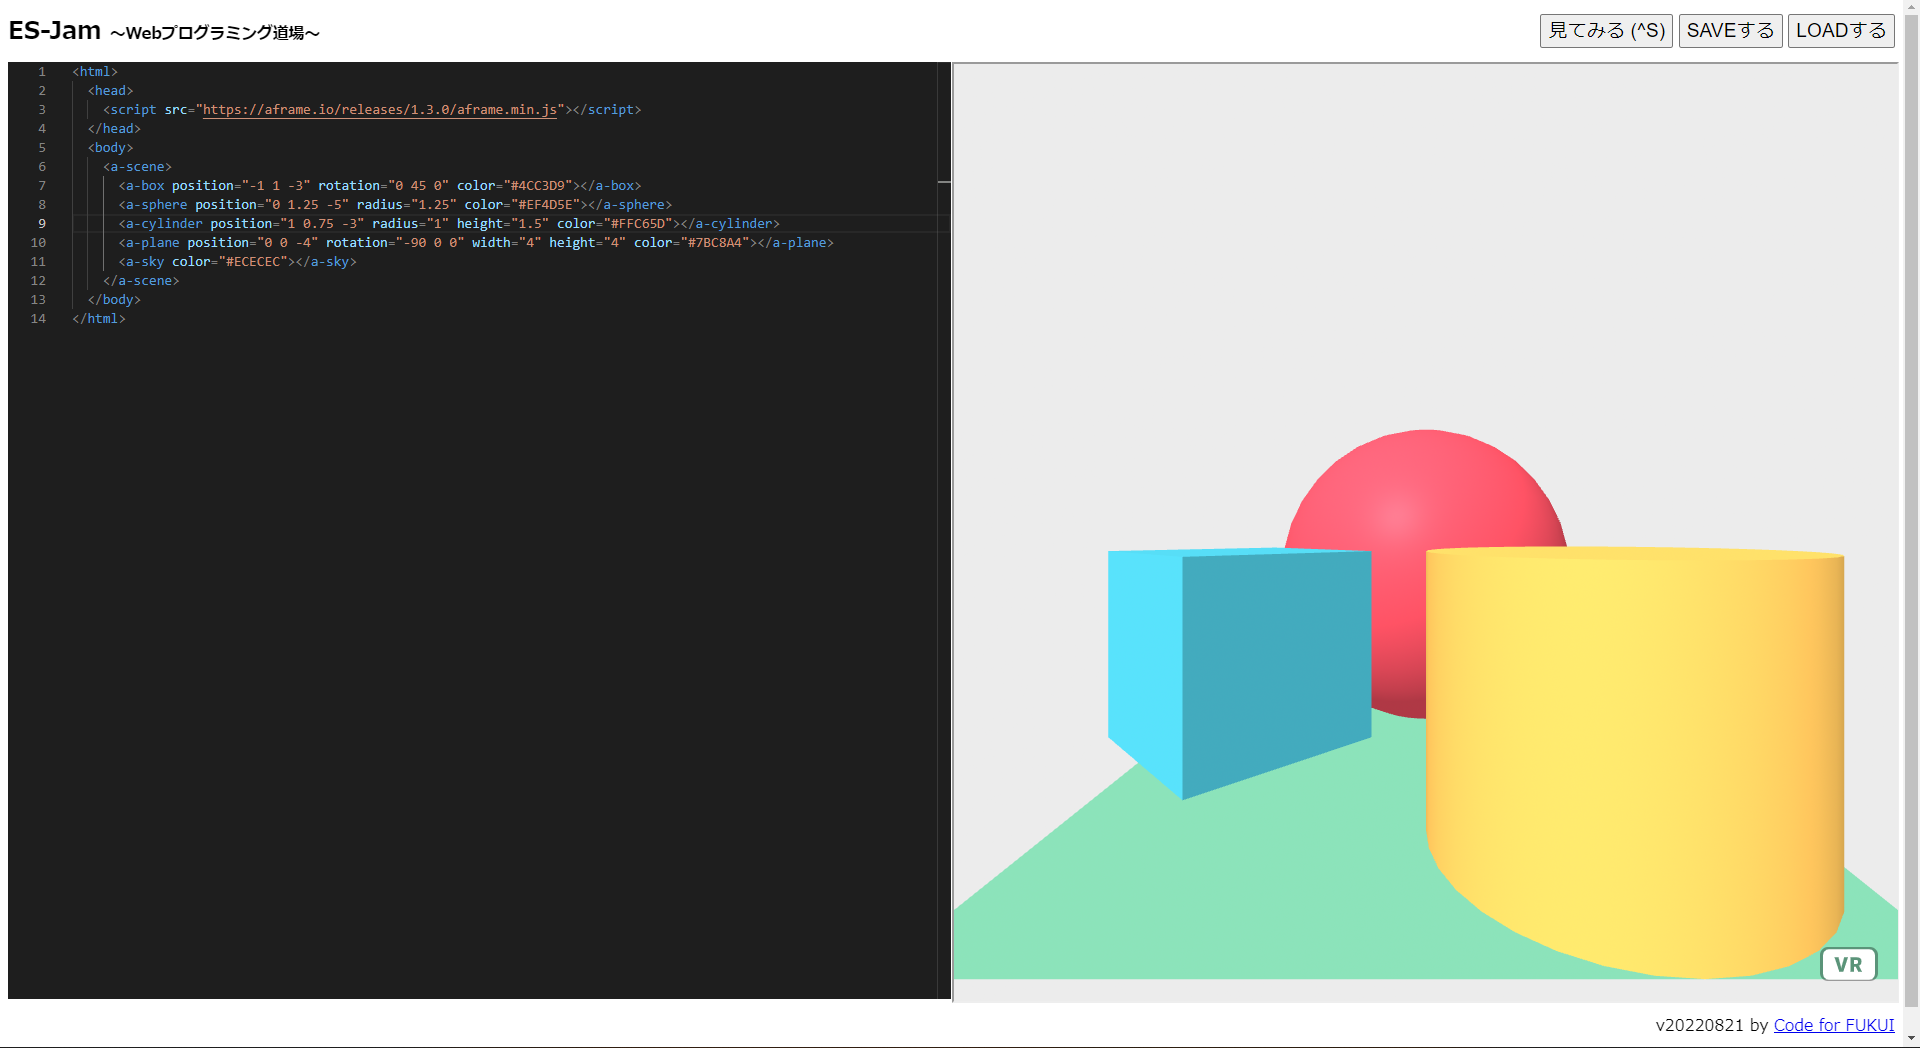 ES-Jam ～Webプログラミング道場～
見てみる (^S) SAVEする LOADする
1 <html>
2 <head>
3 <script src="https://aframe.io/releases/1.3.0/aframe.min.js"></script>
4 </head>
5 <body>
6 <a-scene>
7 <a-box position="-1 1 -3" rotation="0 45 0" color="#4CC3D9"></a-box>
8 <a-sphere position="0 1.25 -5" radius="1.25" color="#EF4D5E"></a-sphere>
9 <a-cylinder position="1 0.75 -3" radius="1" height="1.5" color="#FFC65D"></a-cylinder>
10 <a-plane position="0 0 -4" rotation="-90 0 0" width="4" height="4" color="#7BC8A4"></a-plane>
11 <a-sky color="#ECECEC"></a-sky>
12 </a-scene>
13 </body>
14 </html>
VR
v20220821 by Code for FUKUI